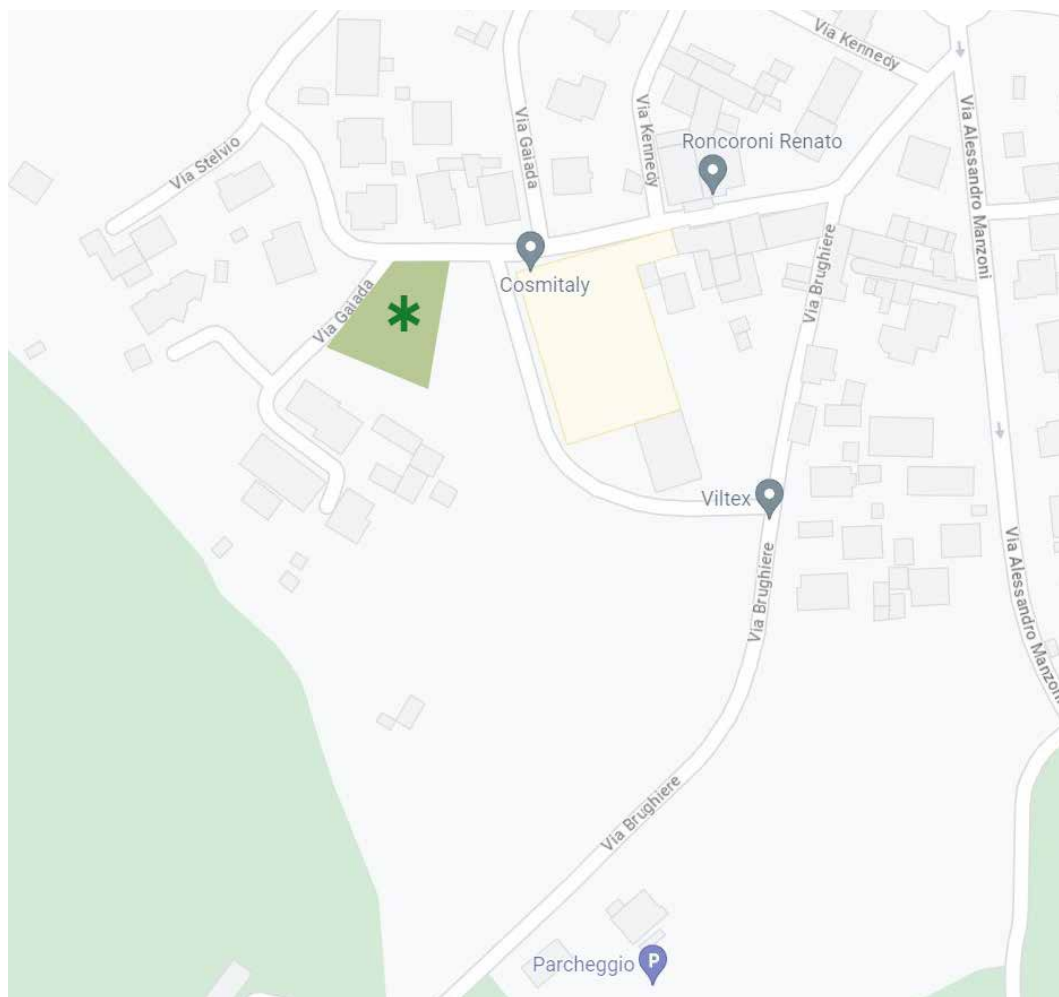 Via Kennedy
Via Stelvio
Via Gaiada
Via Kennedy
Roncoroni Renato
Via Alessandro Manzoni
Cosmitaly
Via Gaiada
Via Brughiere
Viltex
Via Brughiere
Via Alessandro Manzoni
Via Brughiere
Parcheggio
P